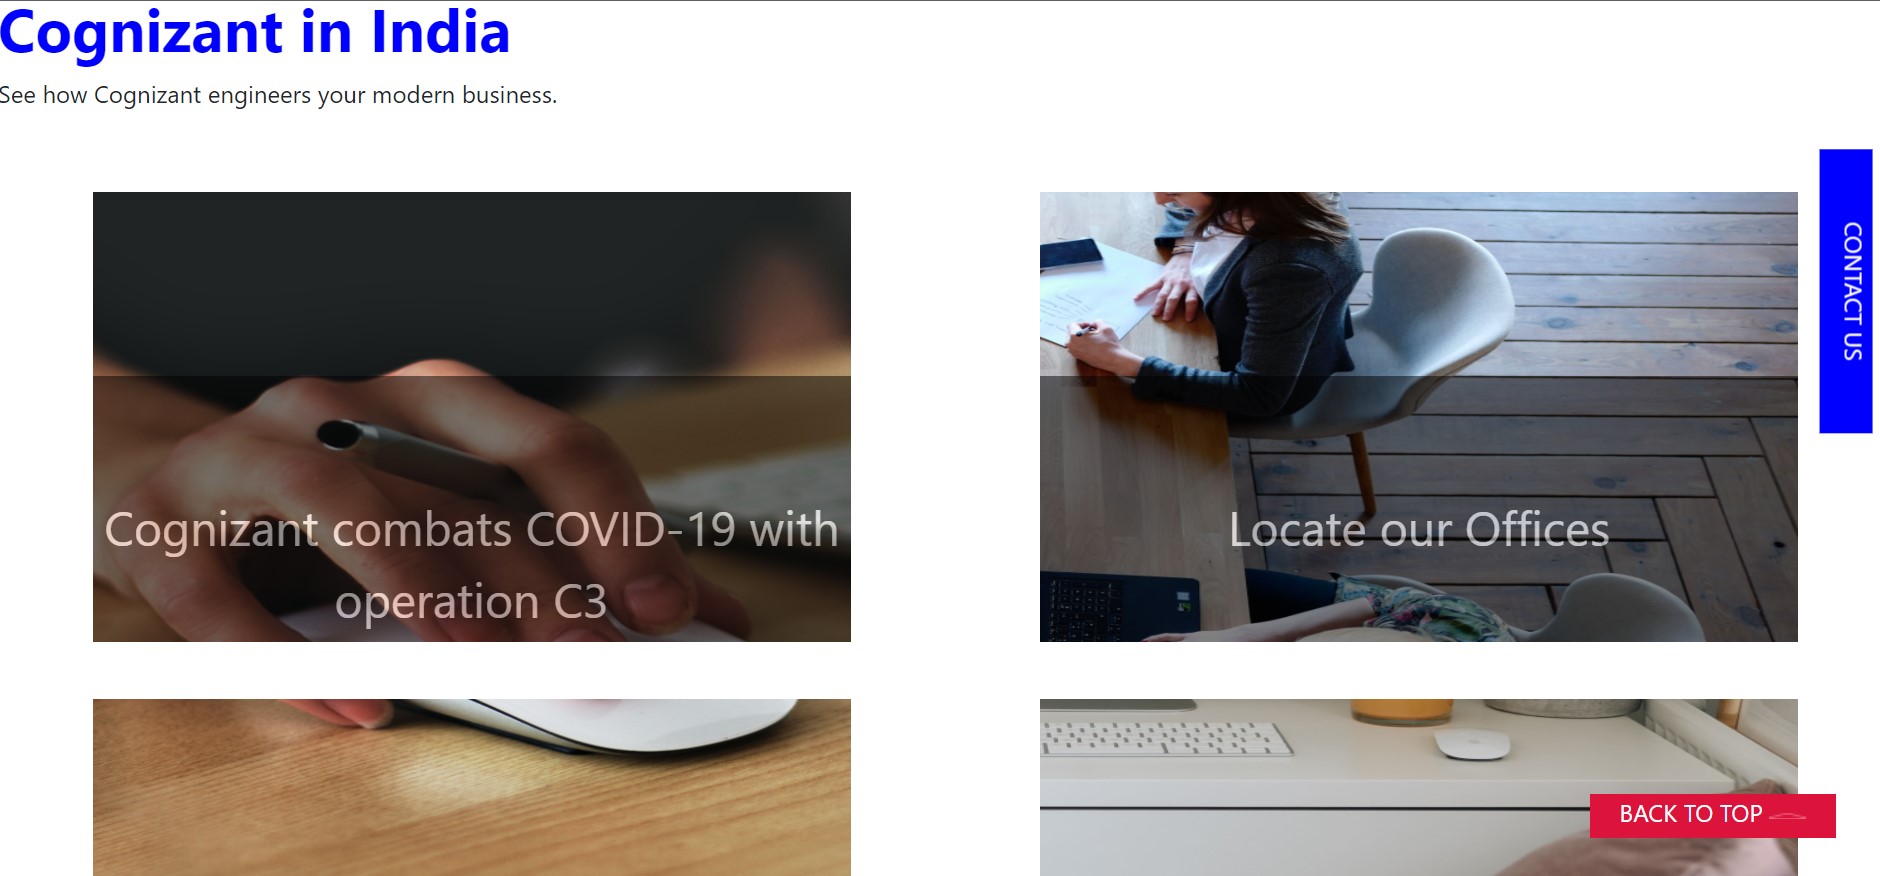 Cognizant in India
See how Cognizant engineers your modern business.
CONTACT US
Cognizant combats COVID-19 with
operation C3
Locate our Offices
BACK TO TOP